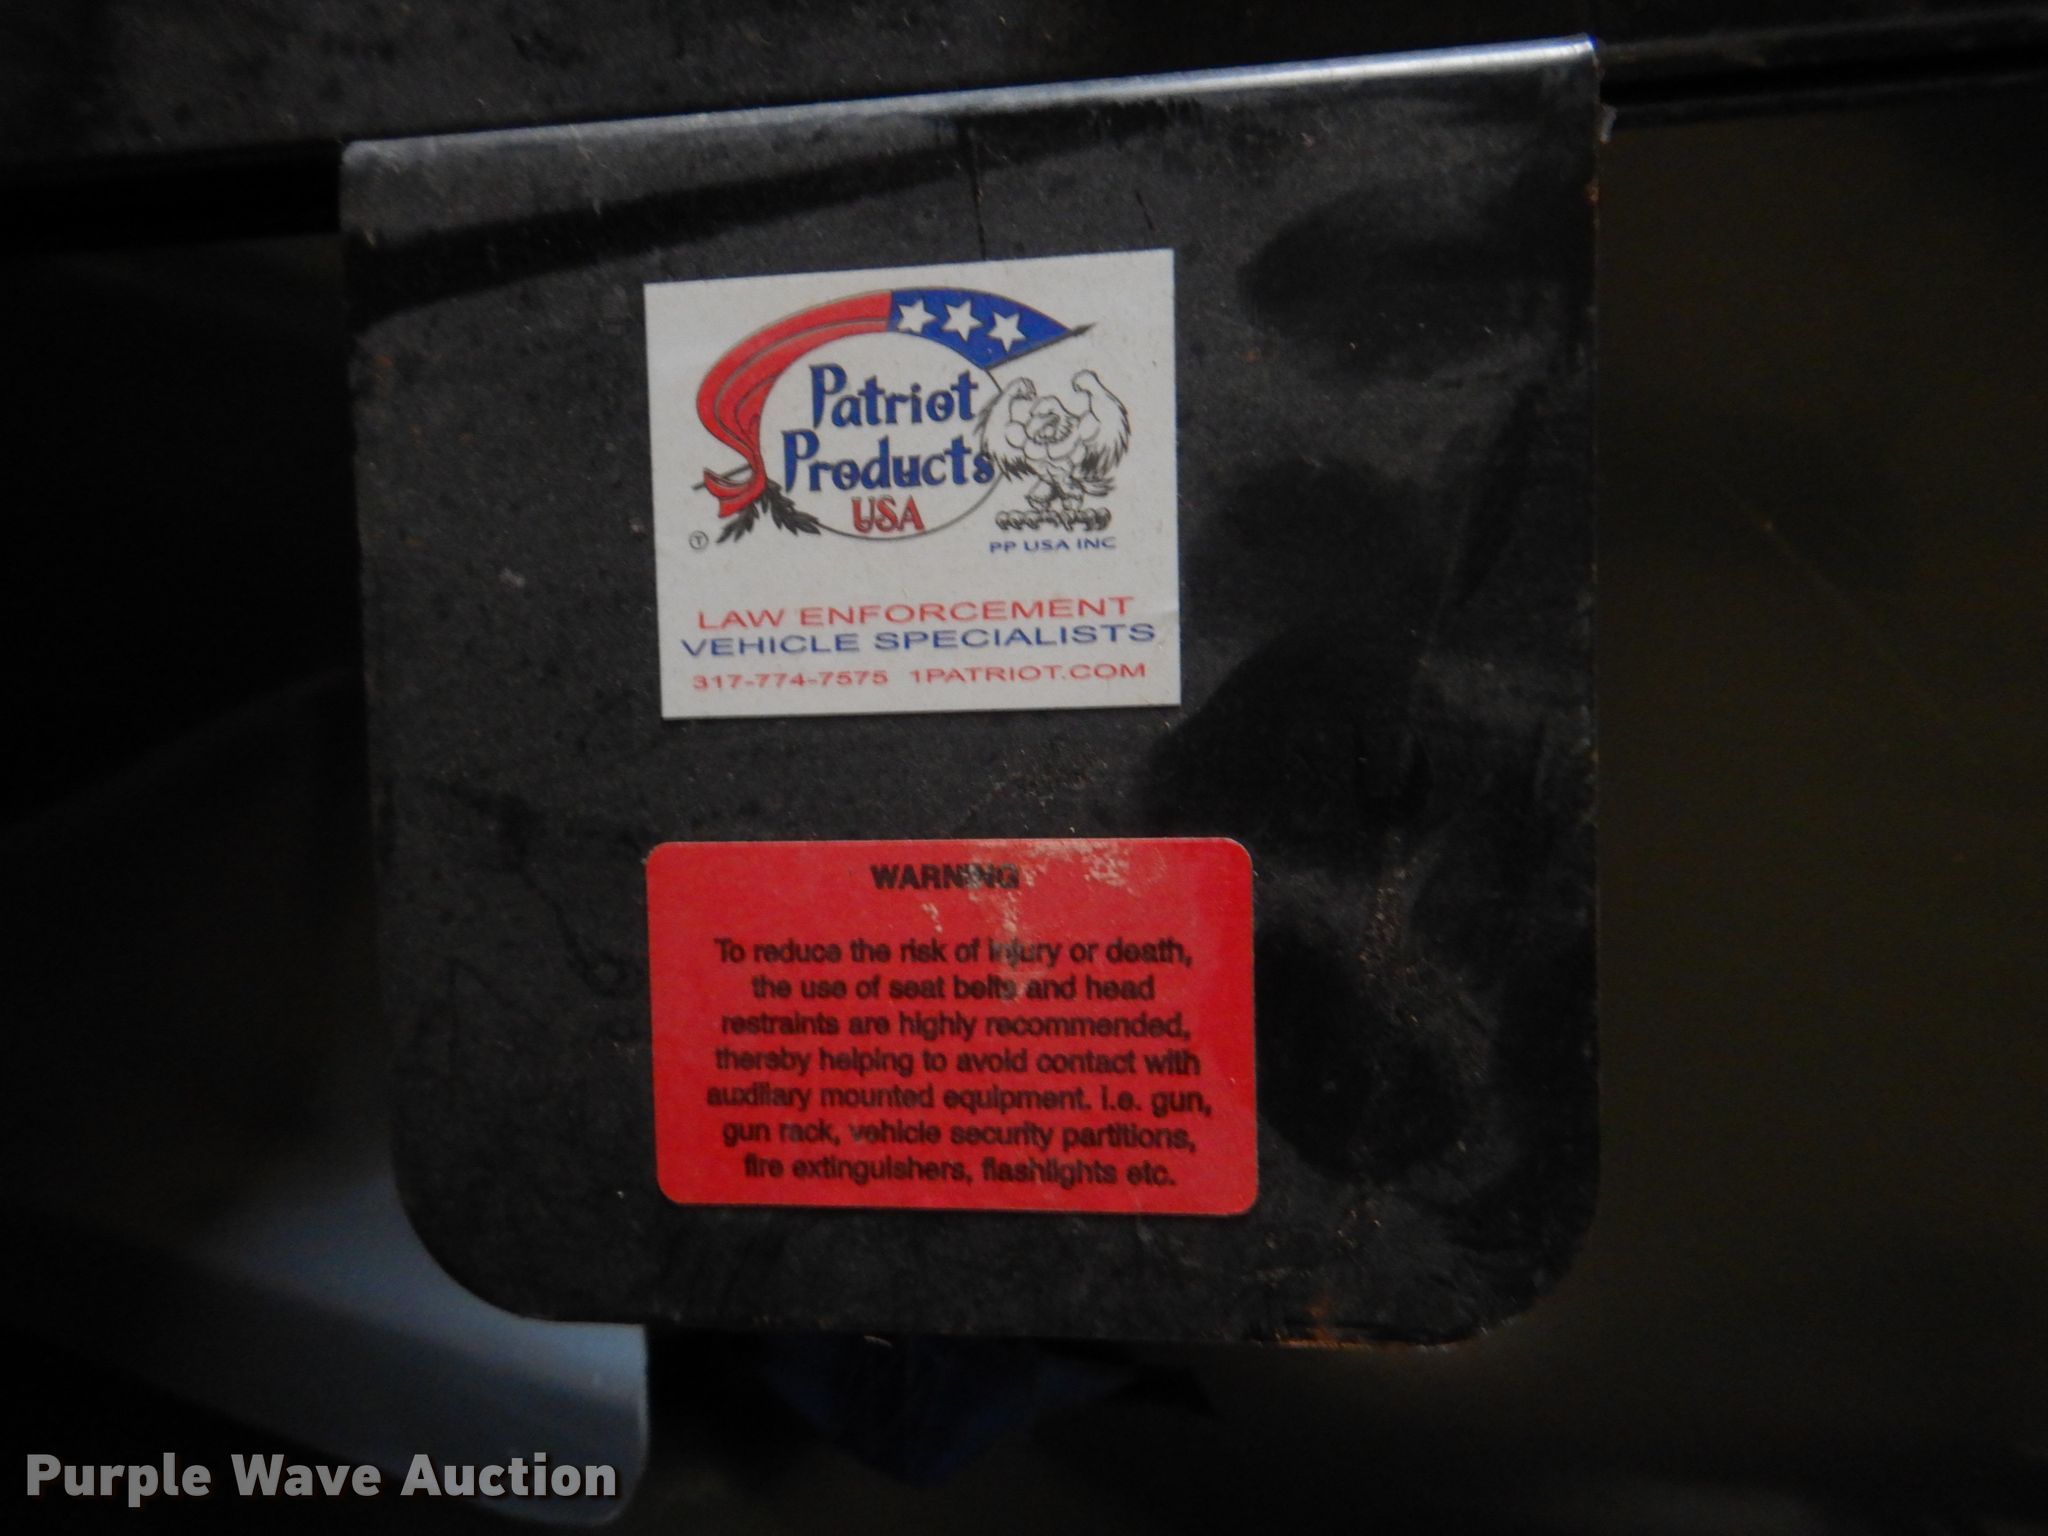 Patriot
Products
USA
T
PP USA INC
LAW ENFORCEMENT
VEHICLE SPECIALISTS
317-774-7575 1PATRIOT.COM
WARNING
To reduce the risk of injury or death,
the use of seat belts and head
restraints are highly recommended,
thereby helping to avoid contact with
auxiliary mounted equipment. i.e. gun,
gun rack, vehicle security partitions,
fire extinguishers, flashlights etc.
Purple Wave Auction